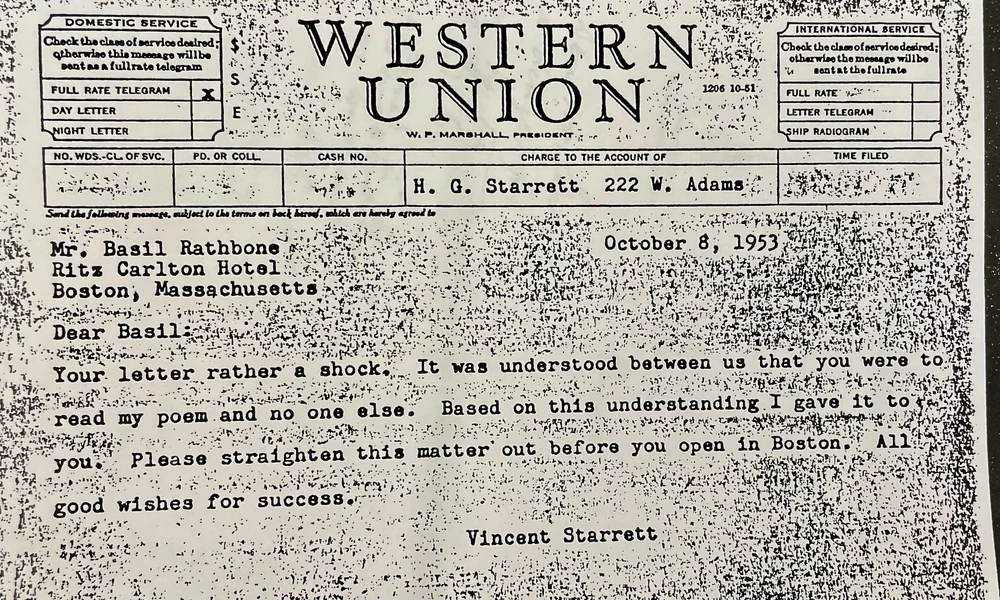 DOMESTIC SERVICE
Check the class of service desired;
otherwise this message will be
sent as a full rate telegram
FULL RATE TELEGRAM X
DAY LETTER
NIGHT LETTER
$
S
E
WESTERN
UNION
1206 10-51
W. P. MARSHALL, PRESIDENT
INTERNATIONAL SERVICE
Check the class of service desired;
otherwise the message will be
sent at the full rate
FULL RATE
LETTER TELEGRAM
SHIP RADIOGRAM
NO. WDS.-CL. OF SVC. PD. OR COLL. CASH NO. CHARGE TO THE ACCOUNT OF TIME FILED
H. G. Starrett 222 W. Adams
Send the following message, subject to the terms on back hereof, which are hereby agreed to
Mr. Basil Rathbone October 8, 1953
Ritz Carlton Hotel
Boston, Massachusetts
Dear Basil:
Your letter rather a shock. It was understood between us that you were to
read my poem and no one else. Based on this understanding I gave it to
you. Please straighten this matter out before you open in Boston. All
good wishes for success.
Vincent Starrett